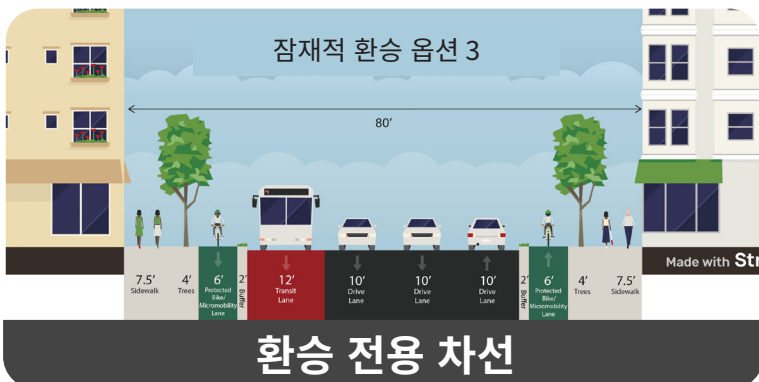 잠재적 환승 옵션 3
80'
7.5'
Sidewalk
4'
Trees
6'
Protected
Bike/
Micromobility
Lane
2'
Buffer
12'
Transit
Lane
10'
Drive
Lane
10'
Drive
Lane
10'
Drive
Lane
2'
Buffer
6'
Protected
Bike/
Micromobility
Lane
4'
Trees
7.5'
Sidewalk
Made with Str
환승 전용 차선